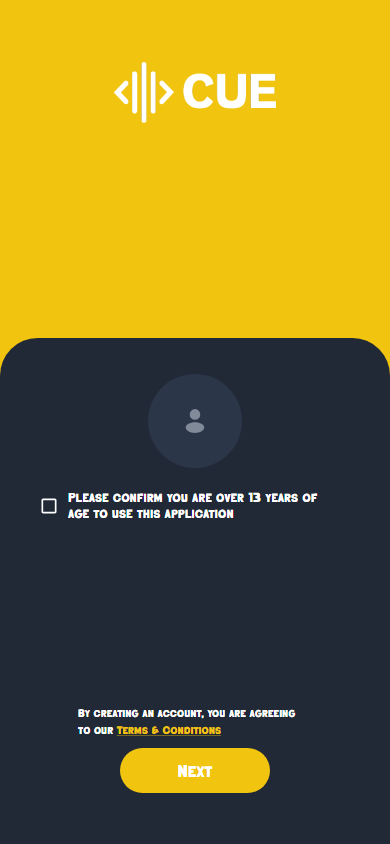 CUE
Please confirm you are over 13 years of
age to use this application
By creating an account, you are agreeing
to our Terms & Conditions
Next